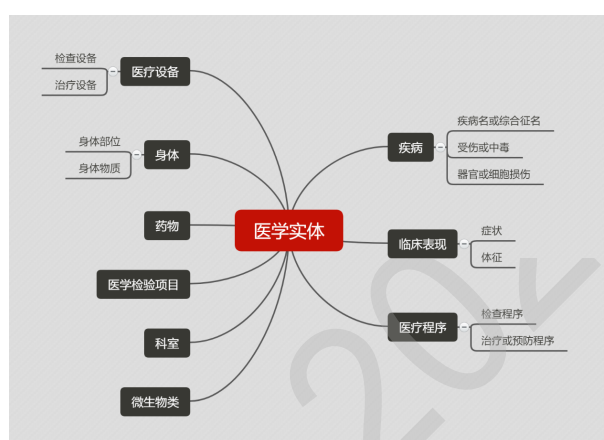 检查设备
治疗设备
医疗设备
身体部位
身体物质
身体
药物
医学检验项目
科室
微生物类
医学实体
疾病
疾病名或综合征名
受伤或中毒
器官或细胞损伤
临床表现
症状
体征
医疗程序
检查程序
治疗或预防程序